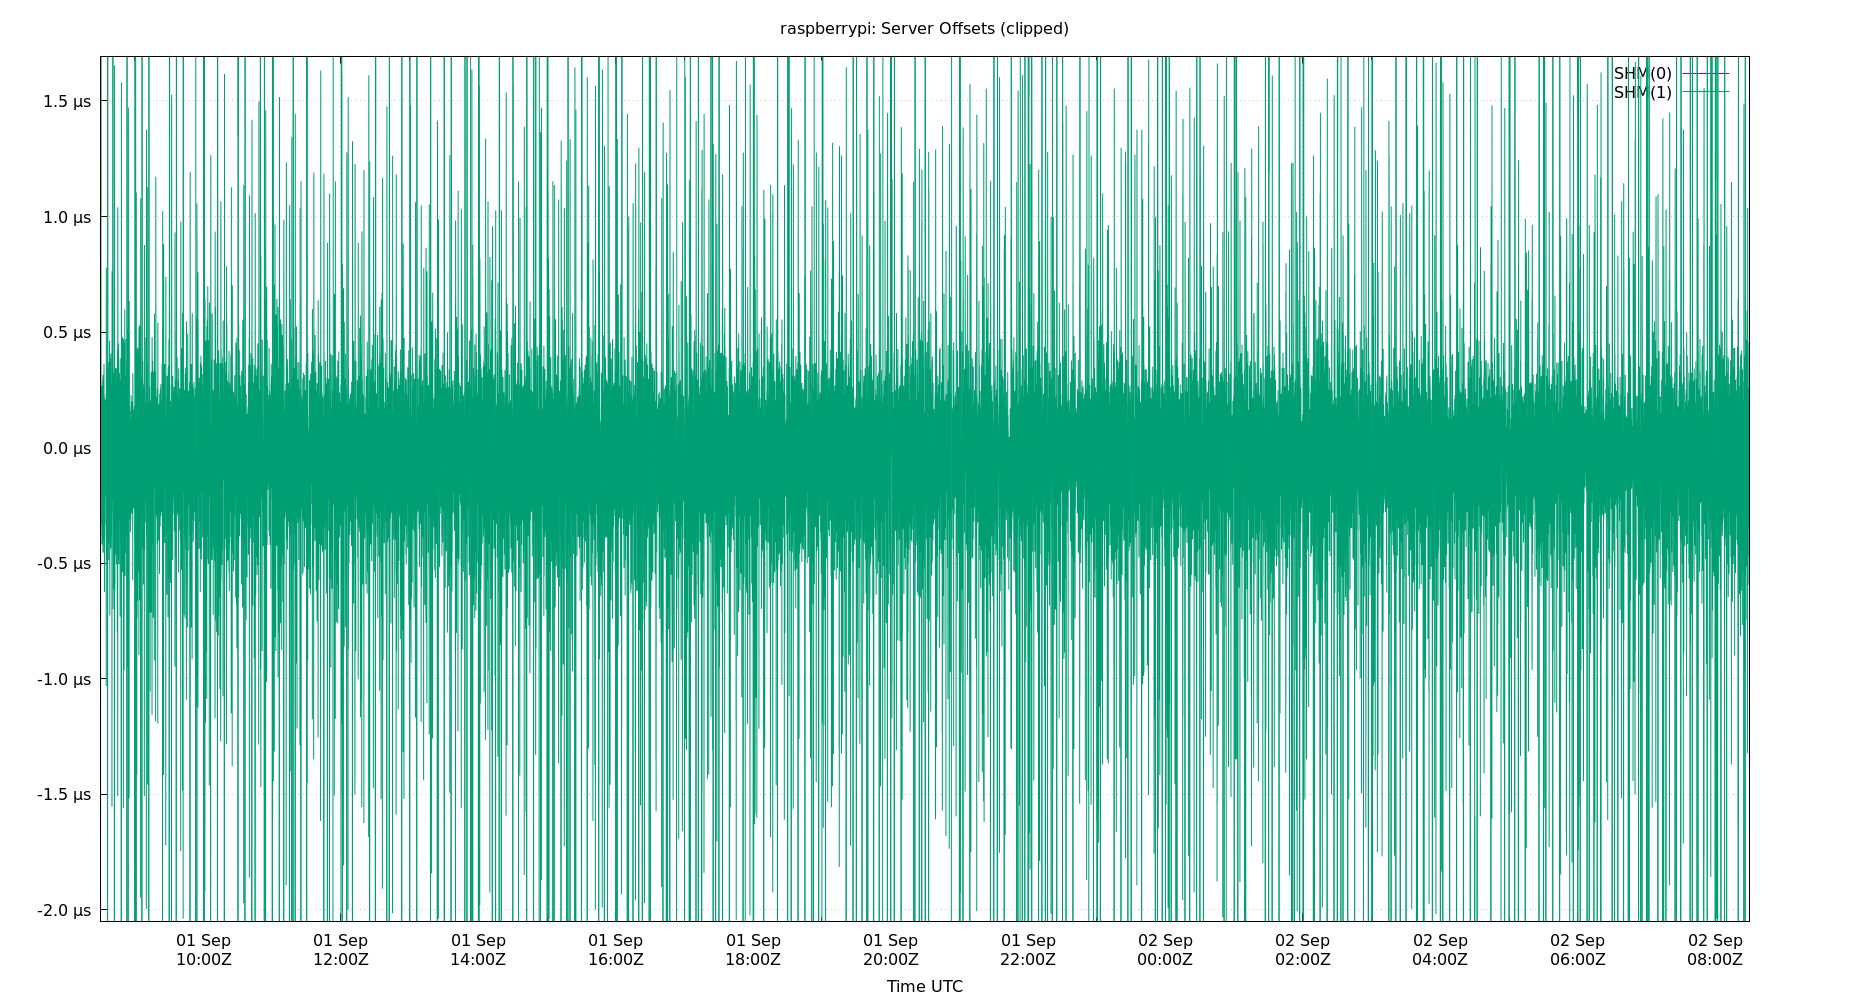 raspberrypi: Server Offsets (clipped)
SHM(0)
SHM(1)
1.5 µs
1.0 µs
0.5 µs
0.0 µs
-0.5 µs
-1.0 µs
-1.5 µs
-2.0 µs
01 Sep 01 Sep 01 Sep 01 Sep 01 Sep 01 Sep 01 Sep 02 Sep 02 Sep 02 Sep 02 Sep 02 Sep
10:00Z 12:00Z 14:00Z 16:00Z 18:00Z 20:00Z 22:00Z 00:00Z 02:00Z 04:00Z 06:00Z 08:00Z
Time UTC